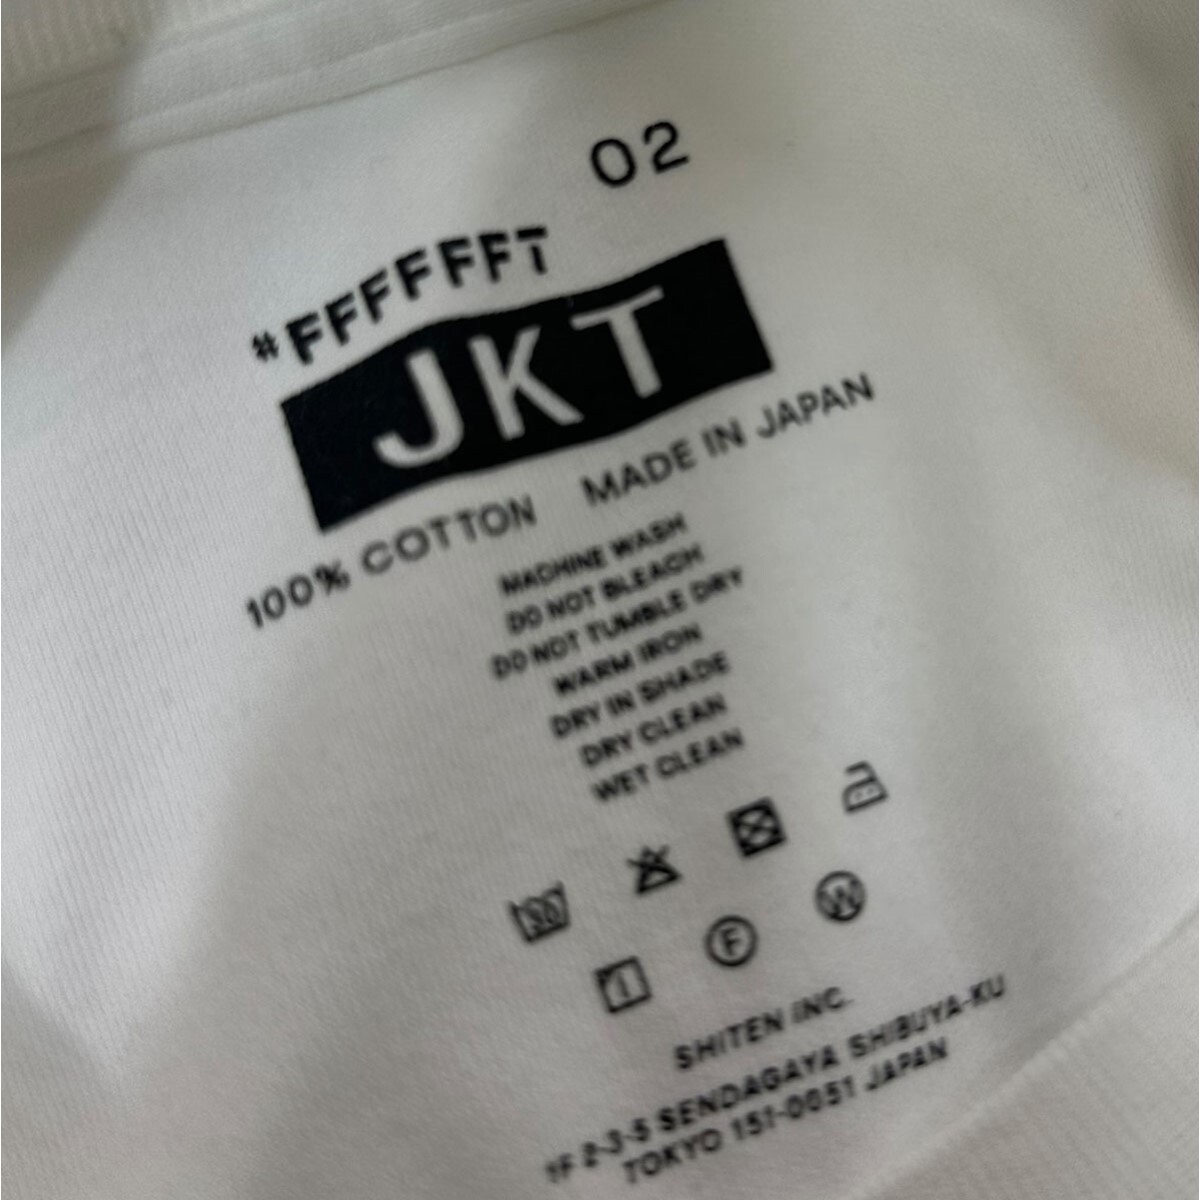 02
#FFFFFFT
JKT
100% COTTON MADE IN JAPAN
MACHINE WASH
DO NOT BLEACH
DO NOT TUMBLE DRY
WARM IRON
DRY IN SHADE
DRY CLEAN
WET CLEAN
F
W
SHITEN INC.
1F 2-3-5 SENDAGAYA SHIBUYA-KU
TOKYO 151-0051 JAPAN